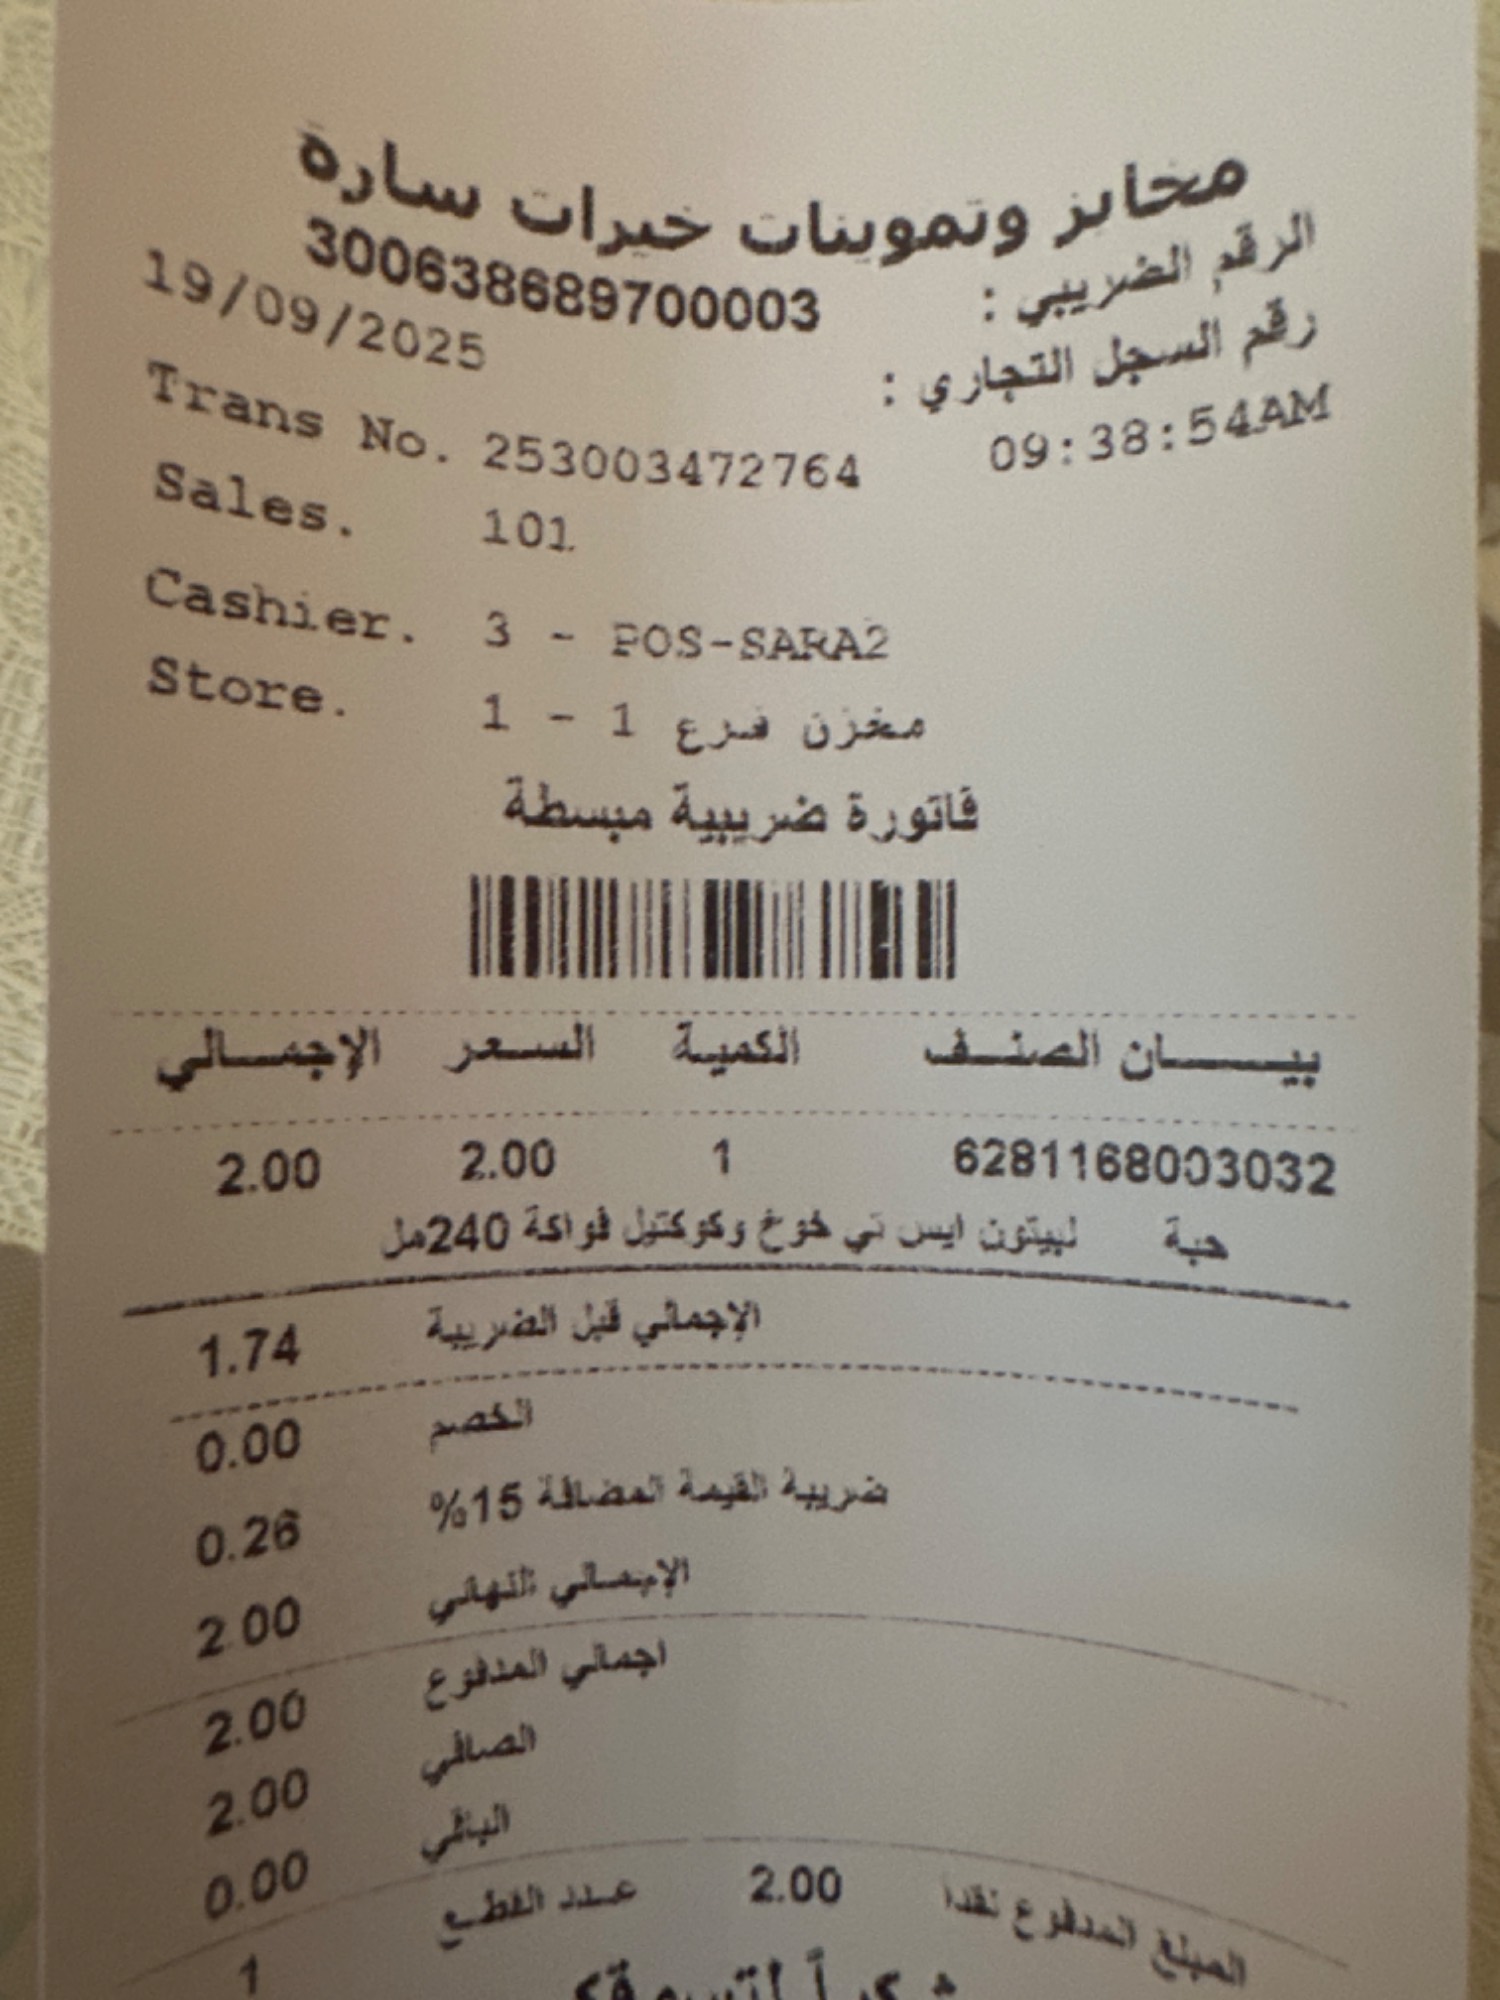 مخابز وتموينات خيرات سارة
الرقم الضريبي : 300638689700003
رقم السجل التجاري :
19/09/2025 09:38:54AM
Trans No. 253003472764
Sales. 101
Cashier. 3 - POS-SARA2
Store. 1 - مخزن فرع 1
فاتورة ضريبية مبسطة
بيان الصنف الكمية السعر الإجمالي
6281168003032 1 2.00 2.00
حبة لبيتون ايس تي خوخ وكوكتيل فواكة 240مل
الإجمالي قبل الضريبة 1.74
الخصم 0.00
ضريبة القيمة المضافة 15% 0.26
الإجمالي النهائي 2.00
اجمالي المدفوع 2.00
الصافي 2.00
الباقي 0.00
المبلغ المدفوع نقدا 2.00 عدد القطع 1
شكراً لتسوقكم